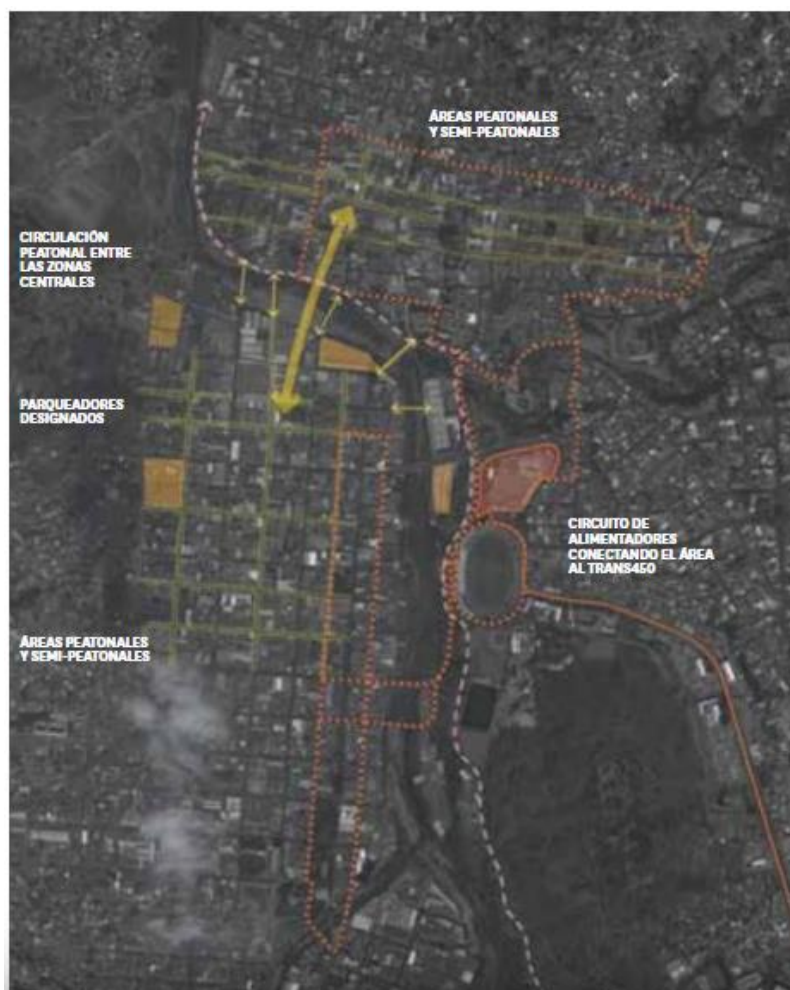 ÁREAS PEATONALES
Y SEMI-PEATONALES
CIRCULACIÓN
PEATONAL ENTRE
LAS ZONAS
CENTRALES
PARQUEADORES
DESIGNADOS
CIRCUITO DE
ALIMENTADORES
CONECTANDO EL ÁREA
AL TRANS450
ÁREAS PEATONALES
Y SEMI-PEATONALES